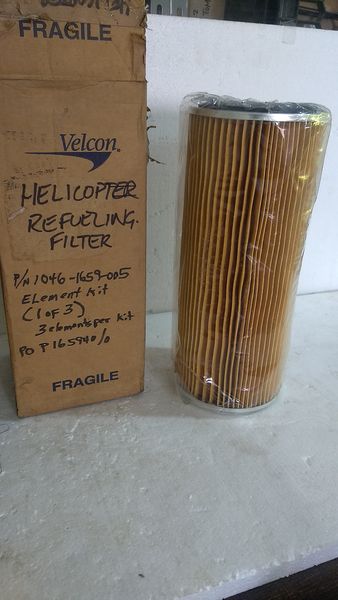 FRAGILE
Velcon
HELICOPTER
REFUELING
FILTER
P/N 1046-1659-005
ELement Kit
(1 of 3)
3 elements per kit
PO P165940/0
FRAGILE